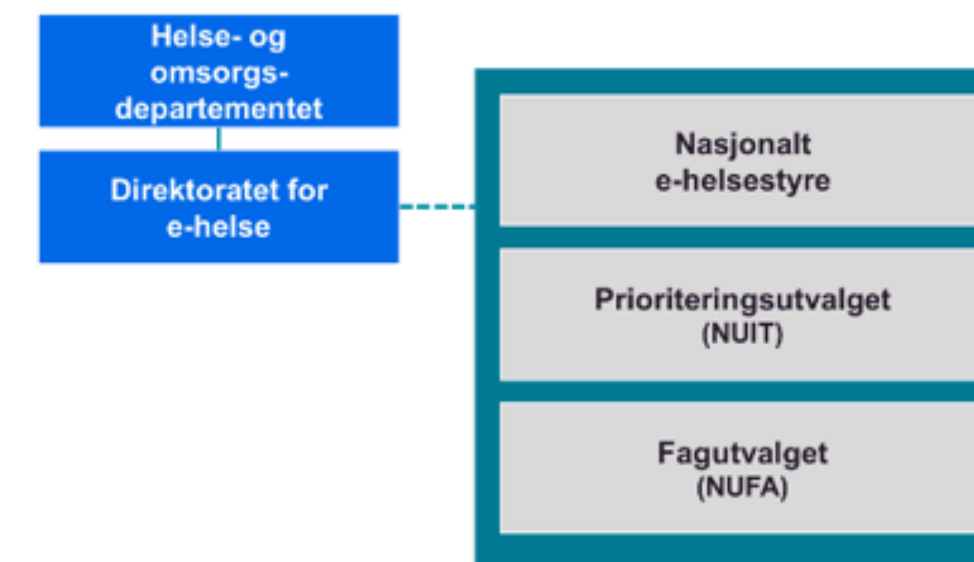 Helse- og
omsorgs-
departementet
Direktoratet for
e-helse
Nasjonalt
e-helsestyre
Prioriteringsutvalget
(NUIT)
Fagutvalget
(NUFA)